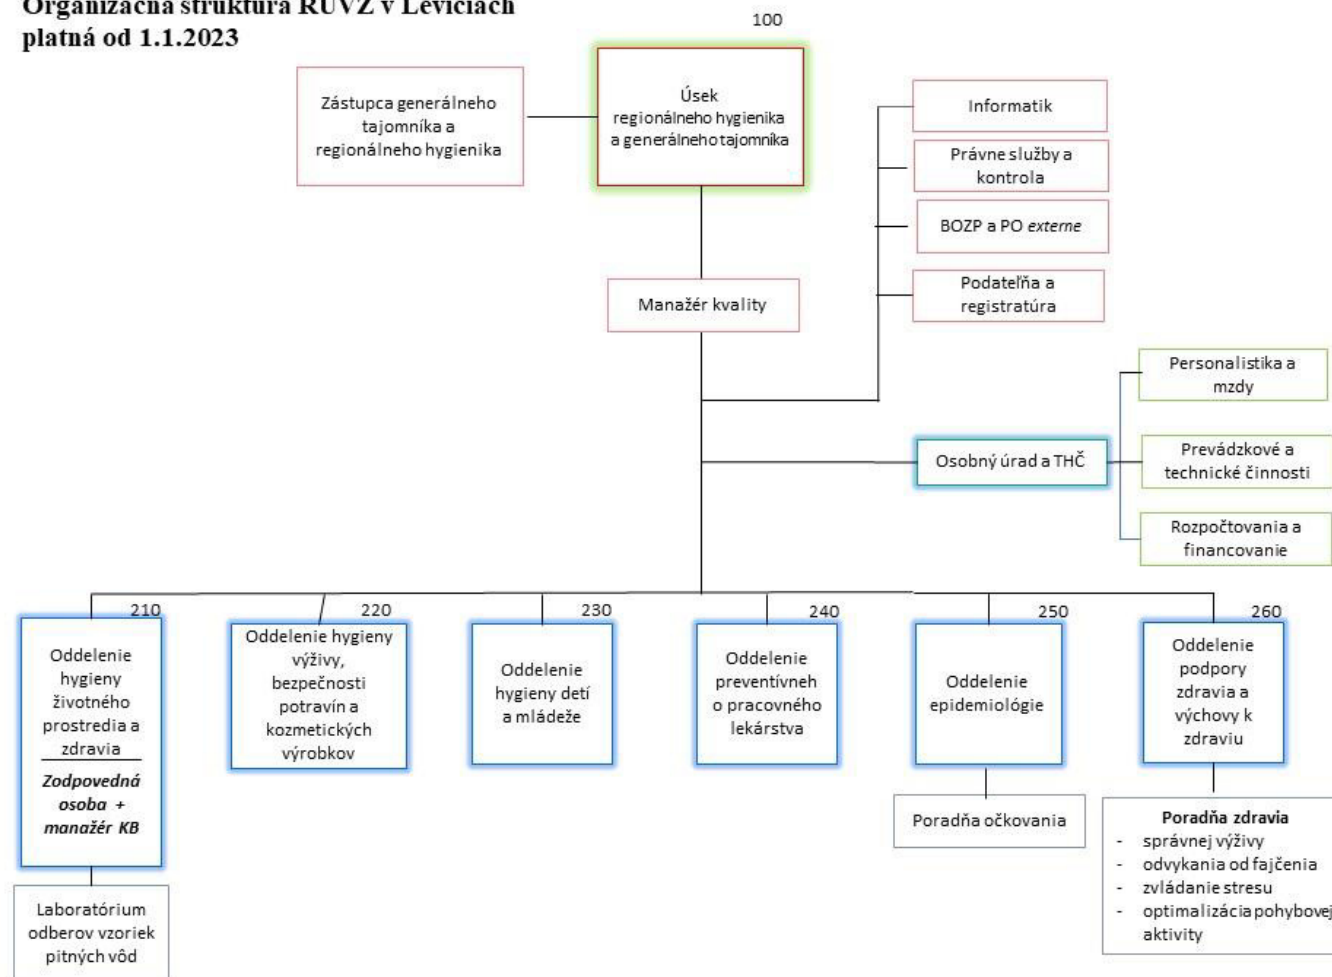 Organizačná štruktúra RÚVZ v Leviciach
platná od 1.1.2023
100
Úsek
regionálneho hygienika
a generálneho tajomníka
Zástupca generálneho
tajomníka a
regionálneho hygienika
Informatik
Právne služby a
kontrola
BOZP a PO externe
Podateľňa a
registratúra
Manažér kvality
Personalistika a
mzdy
Osobný úrad a THČ
Prevádzkové a
technické činnosti
Rozpočtovania a
financovanie
210
Oddelenie
hygieny
životného
prostredia a
zdravia
Zodpovedná
osoba +
manažér KB
Laboratórium
odberov vzoriek
pitných vôd
220
Oddelenie hygieny
výživy,
bezpečnosti
potravín a
kozmetických
výrobkov
230
Oddelenie
hygieny detí
a mládeže
240
Oddelenie
preventívneh
o pracovného
lekárstva
250
Oddelenie
epidemiológie
Poradňa očkovania
260
Oddelenie
podpory
zdravia a
výchovy k
zdraviu
Poradňa zdravia
- správnej výživy
- odvykania od fajčenia
- zvládanie stresu
- optimalizácia pohybovej
aktivity